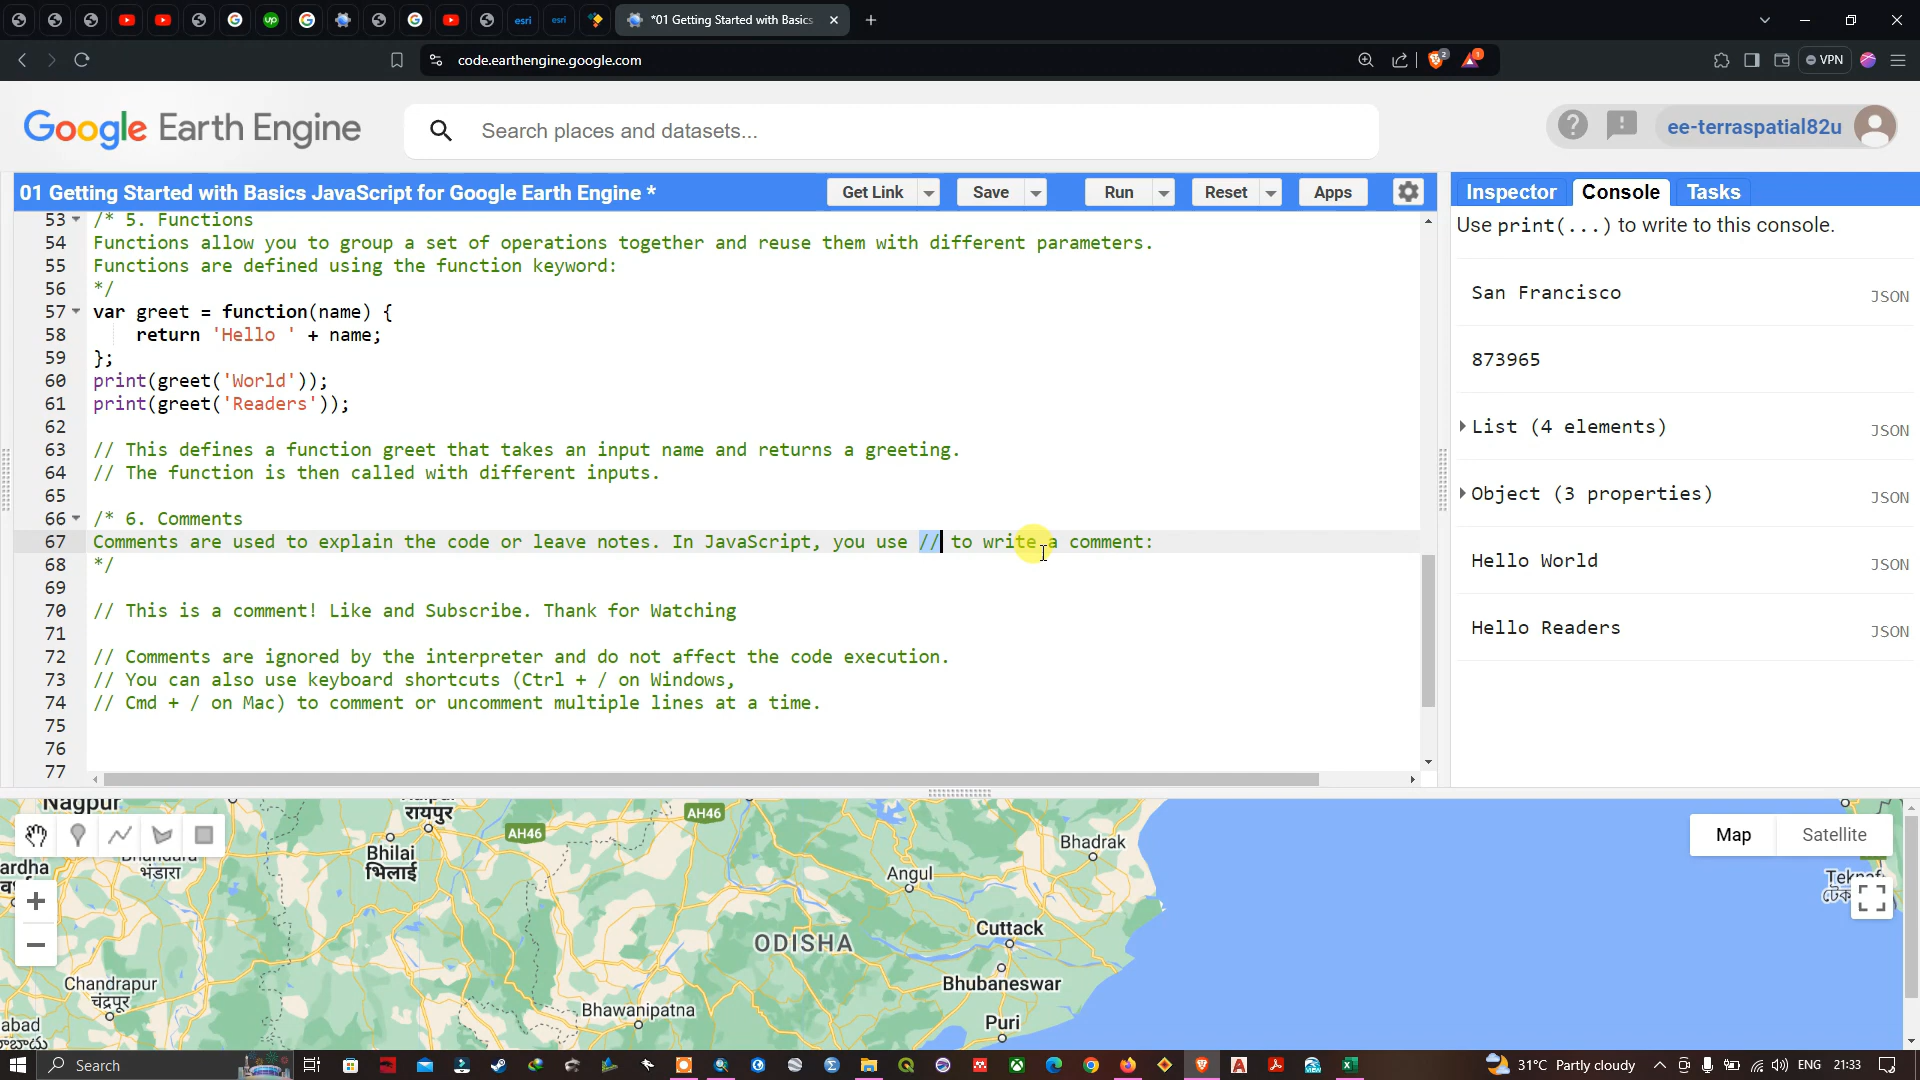 *01 Getting Started with Basics
code.earthengine.google.com
VPN
Google Earth Engine
Search places and datasets...
ee-terraspatial82u
01 Getting Started with Basics JavaScript for Google Earth Engine *
Get Link
Save
Run
Reset
Apps
Inspector
Console
Tasks
53 /* 5. Functions
54 Functions allow you to group a set of operations together and reuse them with different parameters.
55 Functions are defined using the function keyword:
56 */
57 var greet = function(name) {
58 return 'Hello ' + name;
59 };
60 print(greet('World'));
61 print(greet('Readers'));
62
63 // This defines a function greet that takes an input name and returns a greeting.
64 // The function is then called with different inputs.
65
66 /* 6. Comments
67 Comments are used to explain the code or leave notes. In JavaScript, you use // to write a comment:
68 */
69
70 // This is a comment! Like and Subscribe. Thank for Watching
71
72 // Comments are ignored by the interpreter and do not affect the code execution.
73 // You can also use keyboard shortcuts (Ctrl + / on Windows,
74 // Cmd + / on Mac) to comment or uncomment multiple lines at a time.
75
76
77
Use print(...) to write to this console.
San Francisco JSON
873965
List (4 elements) JSON
Object (3 properties) JSON
Hello World JSON
Hello Readers JSON
Nagpur
रायपुर
AH46
AH46
Bhilai
भिलाई
भंडारा
Bhadrak
Angul
Cuttack
ODISHA
Bhubaneswar
Chandrapur
चंद्रपूर
Bhawanipatna
Puri
Map
Satellite
Search
31°C Partly cloudy
ENG
21:33